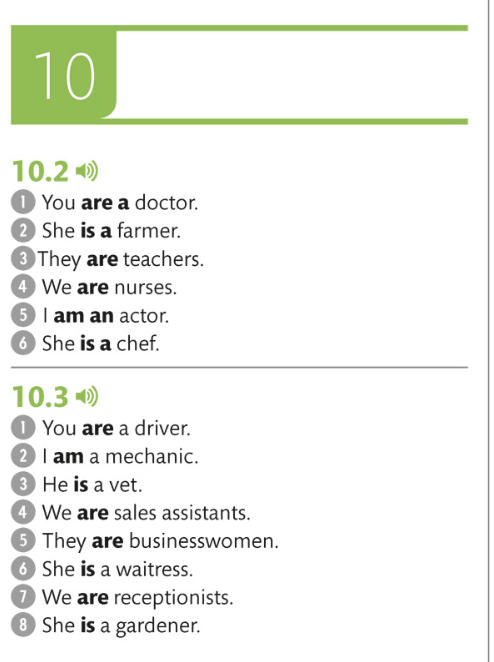 10
10.2
1 You are a doctor.
2 She is a farmer.
3 They are teachers.
4 We are nurses.
5 I am an actor.
6 She is a chef.
10.3
1 You are a driver.
2 I am a mechanic.
3 He is a vet.
4 We are sales assistants.
5 They are businesswomen.
6 She is a waitress.
7 We are receptionists.
8 She is a gardener.